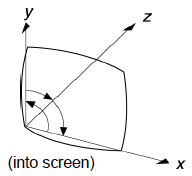 y
z
x
(into screen)